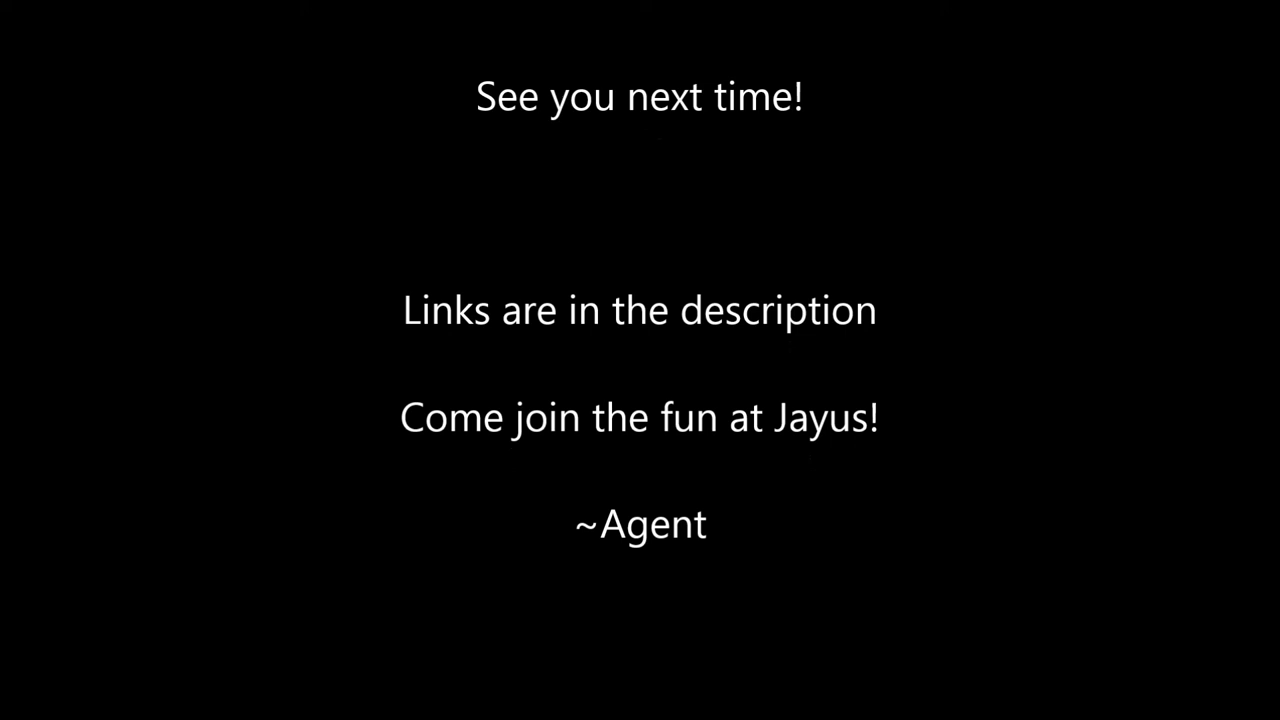 See you next time!
Links are in the description
Come join the fun at Jayus!
~Agent